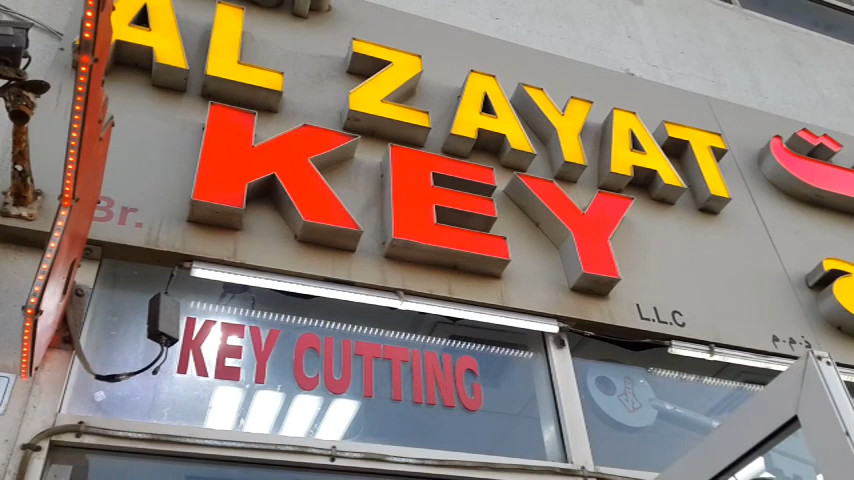 AL ZAYAT
KEY
Br.
L.L.C
ذ.م.م
KEY CUTTING